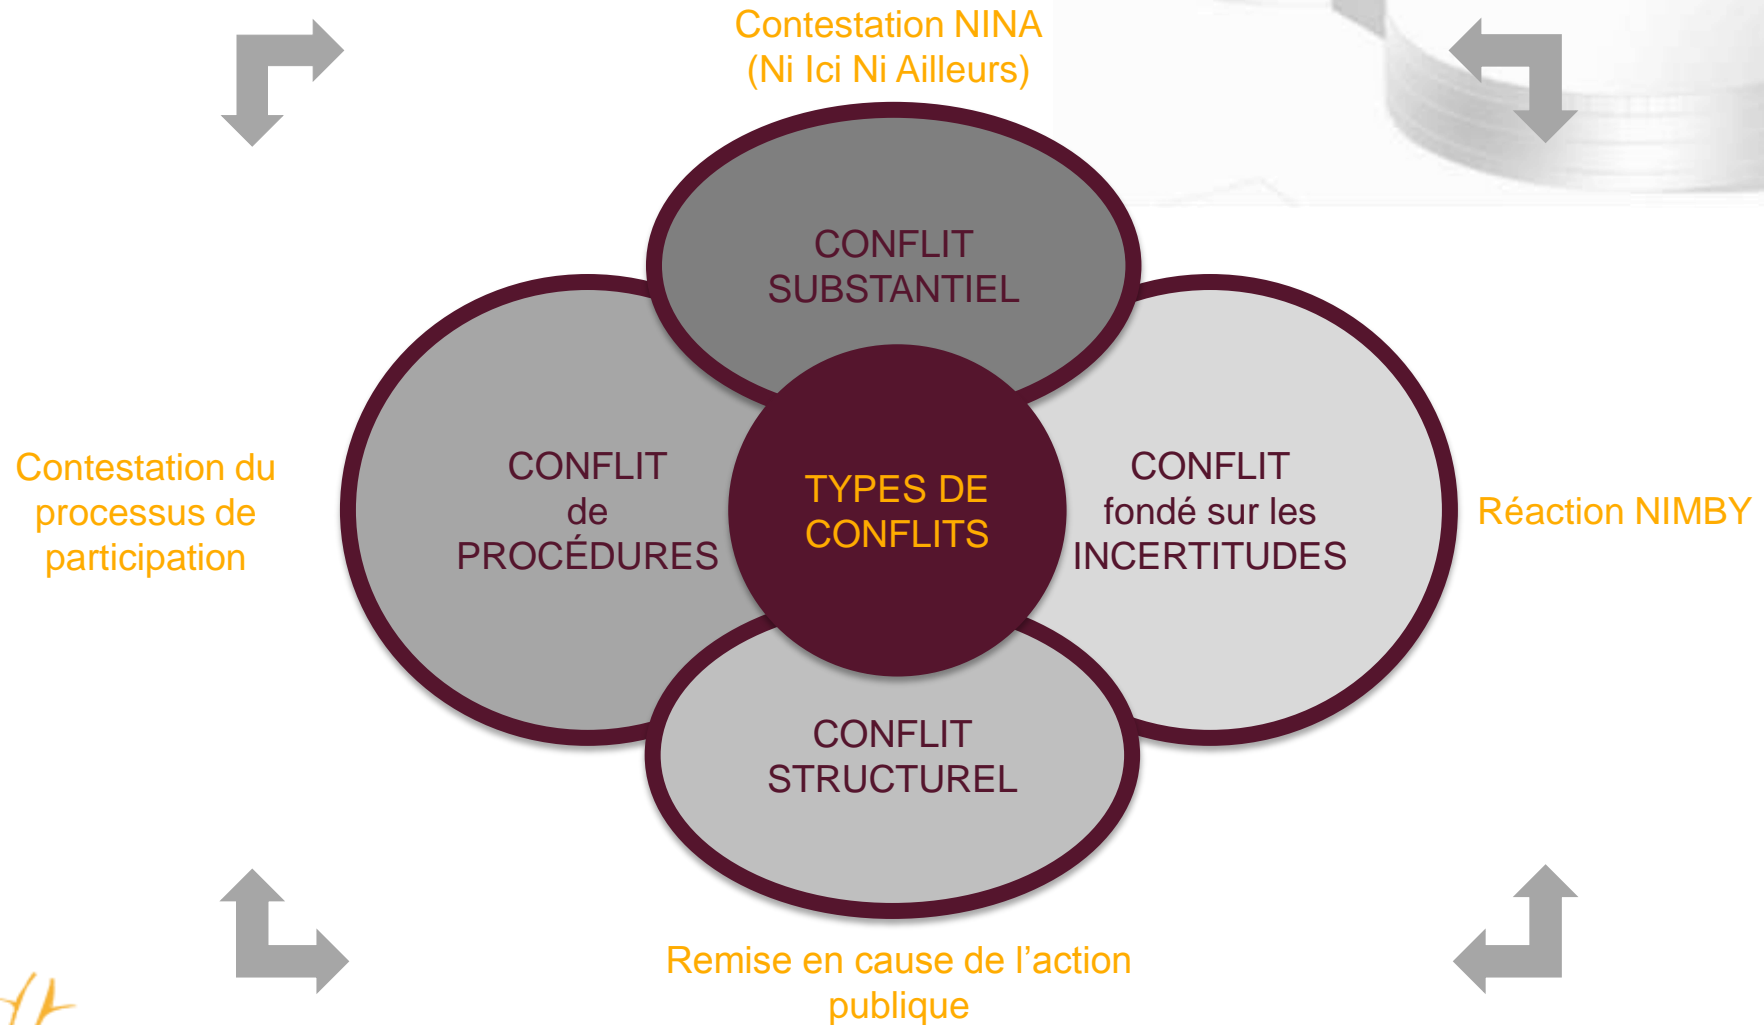 Contestation NINA
(Ni Ici Ni Ailleurs)
CONFLIT
SUBSTANTIEL
Contestation du
processus de
participation
CONFLIT
de
PROCÉDURES
TYPES DE
CONFLITS
CONFLIT
fondé sur les
INCERTITUDES
Réaction NIMBY
CONFLIT
STRUCTUREL
Remise en cause de l’action
publique